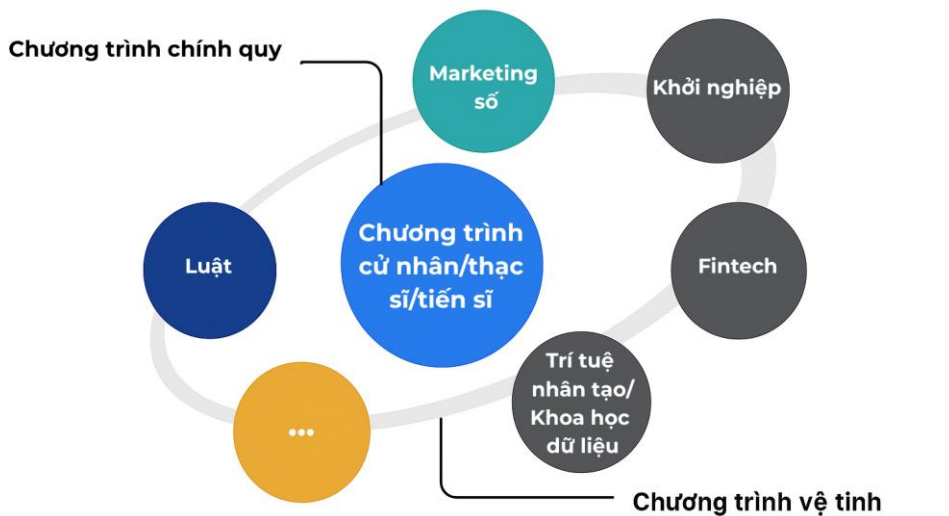 Chương trình chính quy
Marketing
số
Khởi nghiệp
Chương trình
cử nhân/thạc
sĩ/tiến sĩ
Luật
Fintech
Trí tuệ
nhân tạo/
Khoa học
dữ liệu
...
Chương trình vệ tinh